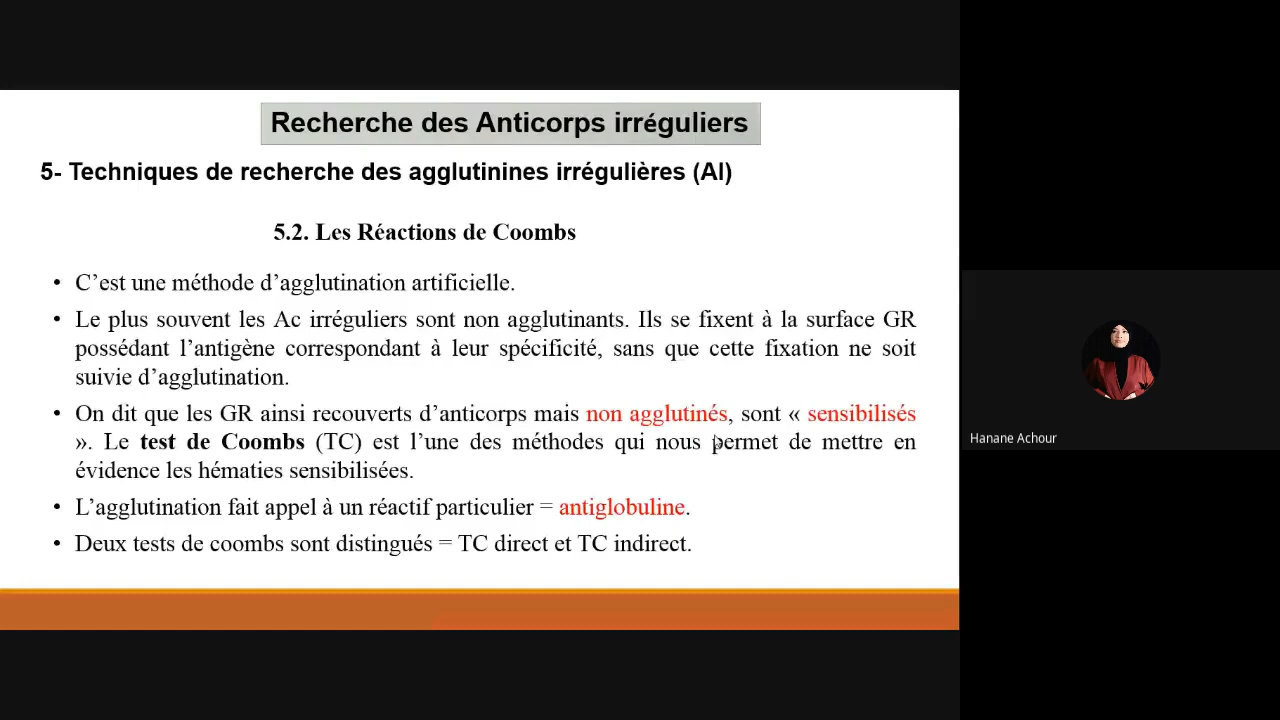 Recherche des Anticorps irréguliers
5- Techniques de recherche des agglutinines irrégulières (AI)
5.2. Les Réactions de Coombs
• C’est une méthode d’agglutination artificielle.
• Le plus souvent les Ac irréguliers sont non agglutinants. Ils se fixent à la surface GR
possédant l’antigène correspondant à leur spécificité, sans que cette fixation ne soit
suivie d’agglutination.
• On dit que les GR ainsi recouverts d’anticorps mais non agglutinés, sont « sensibilisés
». Le test de Coombs (TC) est l’une des méthodes qui nous permet de mettre en
évidence les hématies sensibilisées.
• L’agglutination fait appel à un réactif particulier = antiglobuline.
• Deux tests de coombs sont distingués = TC direct et TC indirect.
Hanane Achour